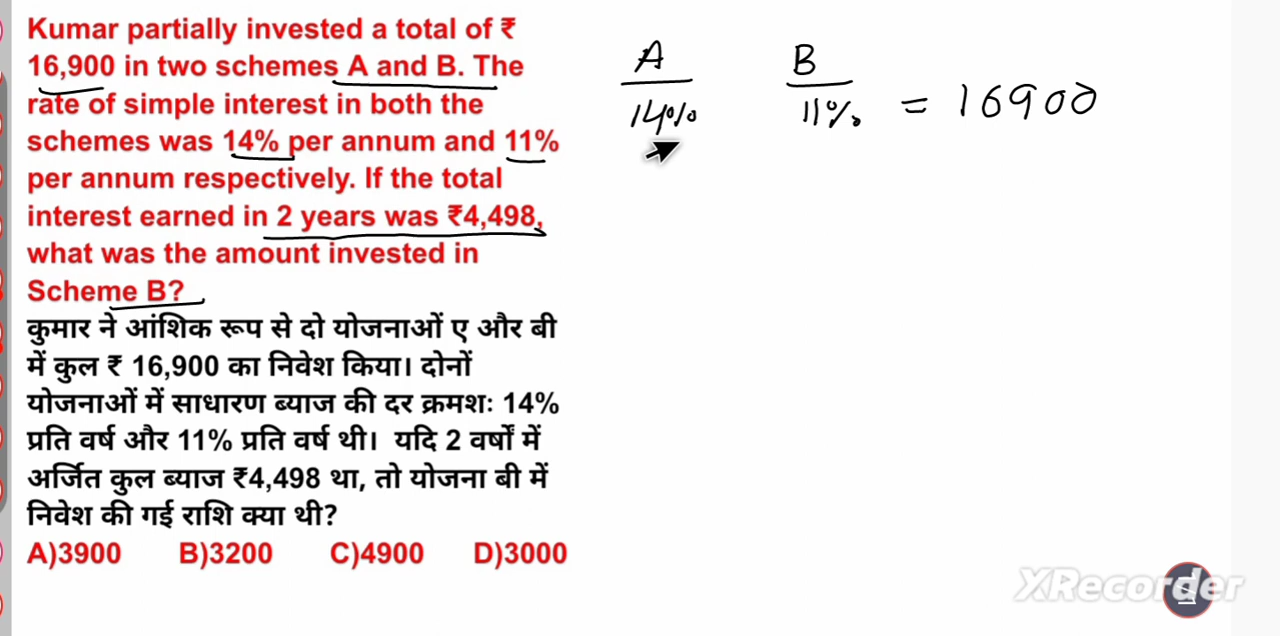 Kumar partially invested a total of ₹
16,900 in two schemes A and B. The
rate of simple interest in both the
schemes was 14% per annum and 11%
per annum respectively. If the total
interest earned in 2 years was ₹4,498,
what was the amount invested in
Scheme B?
कुमार ने आंशिक रूप से दो योजनाओं ए और बी
में कुल ₹ 16,900 का निवेश किया। दोनों
योजनाओं में साधारण ब्याज की दर क्रमशः 14%
प्रति वर्ष और 11% प्रति वर्ष थी। यदि 2 वर्षों में
अर्जित कुल ब्याज ₹4,498 था, तो योजना बी में
निवेश की गई राशि क्या थी?
A)3900 B)3200 C)4900 D)3000
A B
14% 11% = 16900
XRecorder